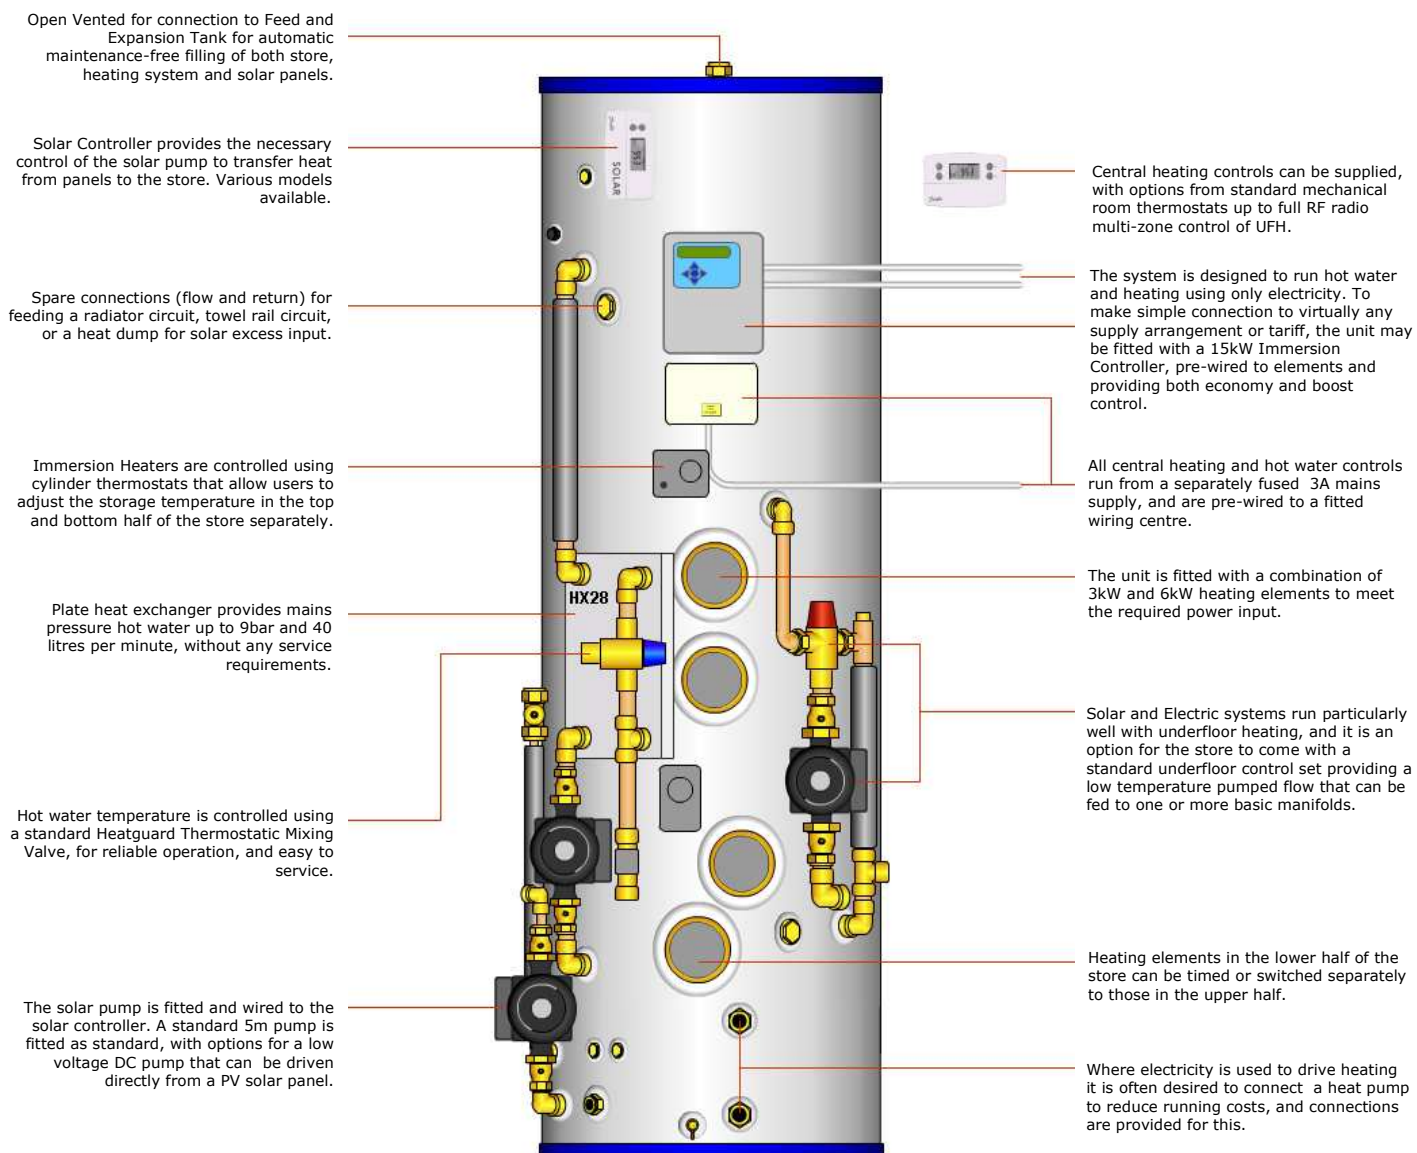 Open Vented for connection to Feed and
Expansion Tank for automatic
maintenance-free filling of both store,
heating system and solar panels.
Solar Controller provides the necessary
control of the solar pump to transfer heat
from panels to the store. Various models
available.
Spare connections (flow and return) for
feeding a radiator circuit, towel rail circuit,
or a heat dump for solar excess input.
Immersion Heaters are controlled using
cylinder thermostats that allow users to
adjust the storage temperature in the top
and bottom half of the store separately.
Plate heat exchanger provides mains
pressure hot water up to 9bar and 40
litres per minute, without any service
requirements.
Hot water temperature is controlled using
a standard Heatguard Thermostatic Mixing
Valve, for reliable operation, and easy to
service.
The solar pump is fitted and wired to the
solar controller. A standard 5m pump is
fitted as standard, with options for a low
voltage DC pump that can  be driven
directly from a PV solar panel.
SOLAR
HX28
Central heating controls can be supplied,
with options from standard mechanical
room thermostats up to full RF radio
multi-zone control of UFH.
The system is designed to run hot water
and heating using only electricity. To
make simple connection to virtually any
supply arrangement or tariff, the unit may
be fitted with a 15kW Immersion
Controller, pre-wired to elements and
providing both economy and boost
control.
All central heating and hot water controls
run from a separately fused  3A mains
supply, and are pre-wired to a fitted
wiring centre.
The unit is fitted with a combination of
3kW and 6kW heating elements to meet
the required power input.
Solar and Electric systems run particularly
well with underfloor heating, and it is an
option for the store to come with a
standard underfloor control set providing a
low temperature pumped flow that can be
fed to one or more basic manifolds.
Heating elements in the lower half of the
store can be timed or switched separately
to those in the upper half.
Where electricity is used to drive heating
it is often desired to connect  a heat pump
to reduce running costs, and connections
are provided for this.